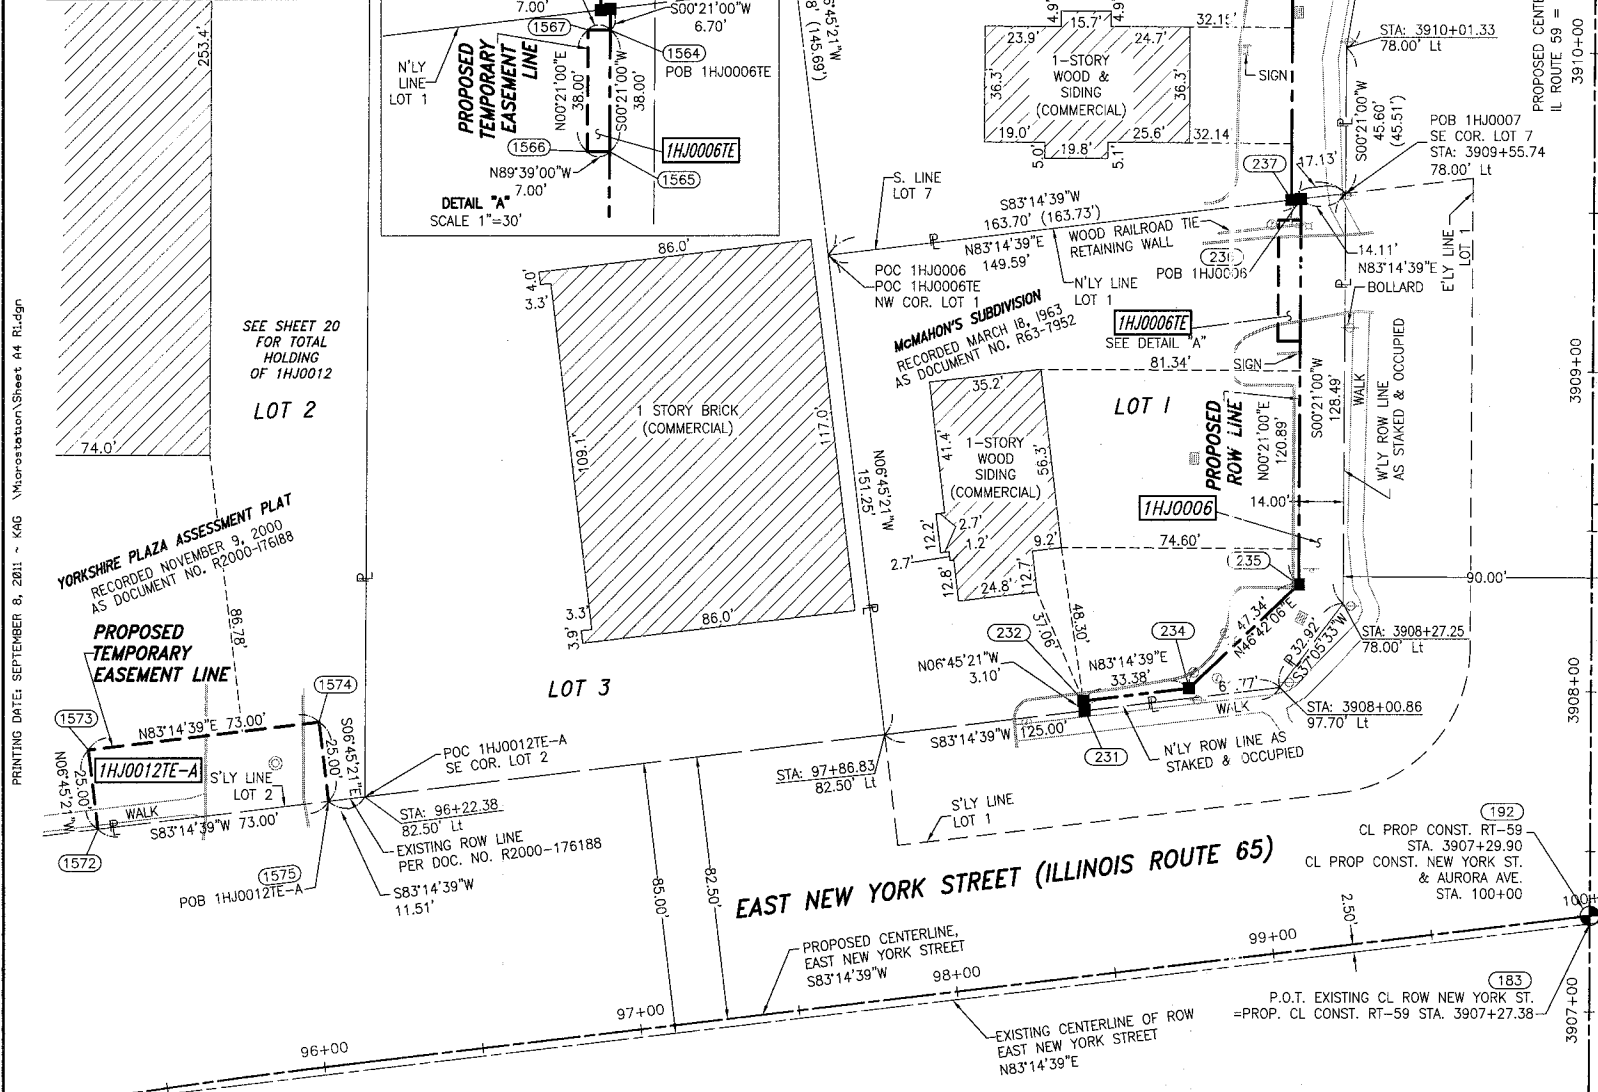 PRINTING DATE: SEPTEMBER 8, 2011 ~ KAG \Microstation\Sheet A4 R1.dgn
253.4'
74.0'
SEE SHEET 20
FOR TOTAL
HOLDING
OF 1HJ0012
LOT 2
YORKSHIRE PLAZA ASSESSMENT PLAT
RECORDED NOVEMBER 9, 2000
AS DOCUMENT NO. R2000-176188
86.78'
PROPOSED
TEMPORARY
EASEMENT LINE
1573
1574
N83°14'39"E 73.00'
N06°45'21"W
25.00'
1HJ0012TE-A
S'LY LINE
LOT 2
25.00'
S06°45'21"E
WALK
S83°14'39"W 73.00'
1572
1575
POB 1HJ0012TE-A
POC 1HJ0012TE-A
SE COR. LOT 2
STA: 96+22.38
82.50' Lt
EXISTING ROW LINE
PER DOC. NO. R2000-176188
S83°14'39"W
11.51'
7.00'
1567
S00°21'00"W
6.70'
1564
POB 1HJ0006TE
N'LY
LINE
LOT 1
PROPOSED
TEMPORARY
EASEMENT
LINE
N00°21'00"E
38.00'
S00°21'00"W
38.00'
1566
1HJ0006TE
N89°39'00"W
7.00'
1565
DETAIL "A"
SCALE 1"=30'
86.0'
4.0'
3.3'
1 STORY BRICK
(COMMERCIAL)
109.1'
117.0'
3.3'
3.9'
86.0'
LOT 3
6°45'21"W
8' (145.69')
N06°45'21"W
151.25'
4.9'
15.7'
4.9'
32.15'
23.9'
24.7'
1-STORY
WOOD &
SIDING
(COMMERCIAL)
36.3'
36.3'
19.0'
25.6'
32.14'
5.0'
19.8'
5.1'
SIGN
STA: 3910+01.33
78.00' Lt
PROPOSED CENTE
IL ROUTE 59 =
3910+00
S00°21'00"W
45.60'
(45.51')
POB 1HJ0007
SE COR. LOT 7
STA: 3909+55.74
78.00' Lt
237
17.13'
S. LINE
LOT 7
S83°14'39"W
163.70' (163.73')
N83°14'39"E
149.59'
WOOD RAILROAD TIE
RETAINING WALL
POC 1HJ0006
POC 1HJ0006TE
NW COR. LOT 1
N'LY LINE
LOT 1
POB 1HJ0006
14.11'
N83°14'39"E
BOLLARD
E'LY LINE
LOT 1
McMAHON'S SUBDIVISION
RECORDED MARCH 18, 1963
AS DOCUMENT NO. R63-7952
1HJ0006TE
SEE DETAIL "A"
81.34'
SIGN
35.2'
LOT 1
1-STORY
WOOD
SIDING
(COMMERCIAL)
41.4'
56.3'
12.2'
2.7'
1.2'
2.7'
12.8'
24.8'
12.7'
9.2'
PROPOSED
ROW LINE
N00°21'00"E
120.89'
S00°21'00"W
128.49'
W'LY ROW LINE
AS STAKED & OCCUPIED
WALK
3909+00
14.00'
1HJ0006
74.60'
235
90.00'
37.06'
48.30'
232
N06°45'21"W
3.10'
N83°14'39"E
33.38'
234
47.34'
N46°42'06"E
32.92'
S37°05'33"W
STA: 3908+27.25
78.00' Lt
STA: 3908+00.86
97.70' Lt
WALK
S83°14'39"W
125.00'
231
N'LY ROW LINE AS
STAKED & OCCUPIED
STA: 97+86.83
82.50' Lt
3908+00
S'LY LINE
LOT 1
85.00'
82.50'
EAST NEW YORK STREET (ILLINOIS ROUTE 65)
192
CL PROP CONST. RT-59
STA. 3907+29.90
CL PROP CONST. NEW YORK ST.
& AURORA AVE.
STA. 100+00
2.50'
PROPOSED CENTERLINE,
EAST NEW YORK STREET
S83°14'39"W
96+00
97+00
98+00
99+00
EXISTING CENTERLINE OF ROW
EAST NEW YORK STREET
N83°14'39"E
183
P.O.T. EXISTING CL ROW NEW YORK ST.
=PROP. CL CONST. RT-59 STA. 3907+27.38
3907+00